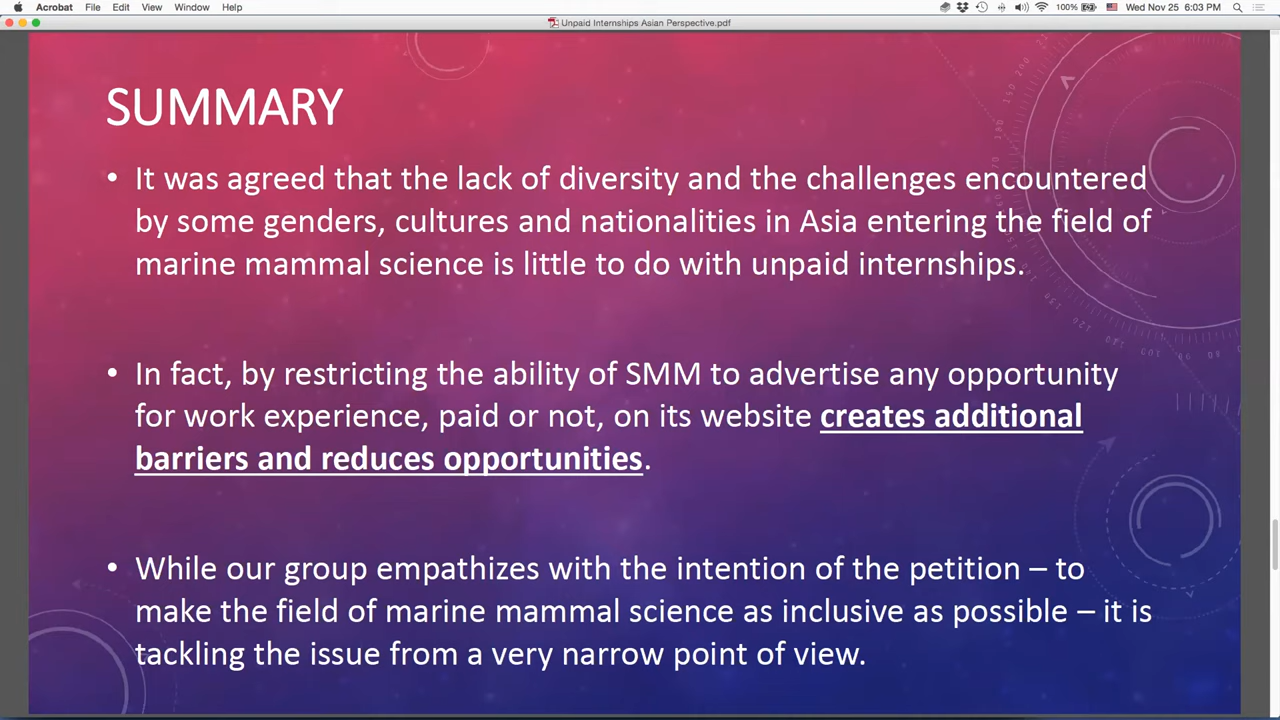 Acrobat File Edit View Window Help 100% Wed Nov 25 6:03 PM
Unpaid Internships Asian Perspective.pdf
SUMMARY
• It was agreed that the lack of diversity and the challenges encountered
by some genders, cultures and nationalities in Asia entering the field of
marine mammal science is little to do with unpaid internships.
• In fact, by restricting the ability of SMM to advertise any opportunity
for work experience, paid or not, on its website creates additional
barriers and reduces opportunities.
• While our group empathizes with the intention of the petition – to
make the field of marine mammal science as inclusive as possible – it is
tackling the issue from a very narrow point of view.